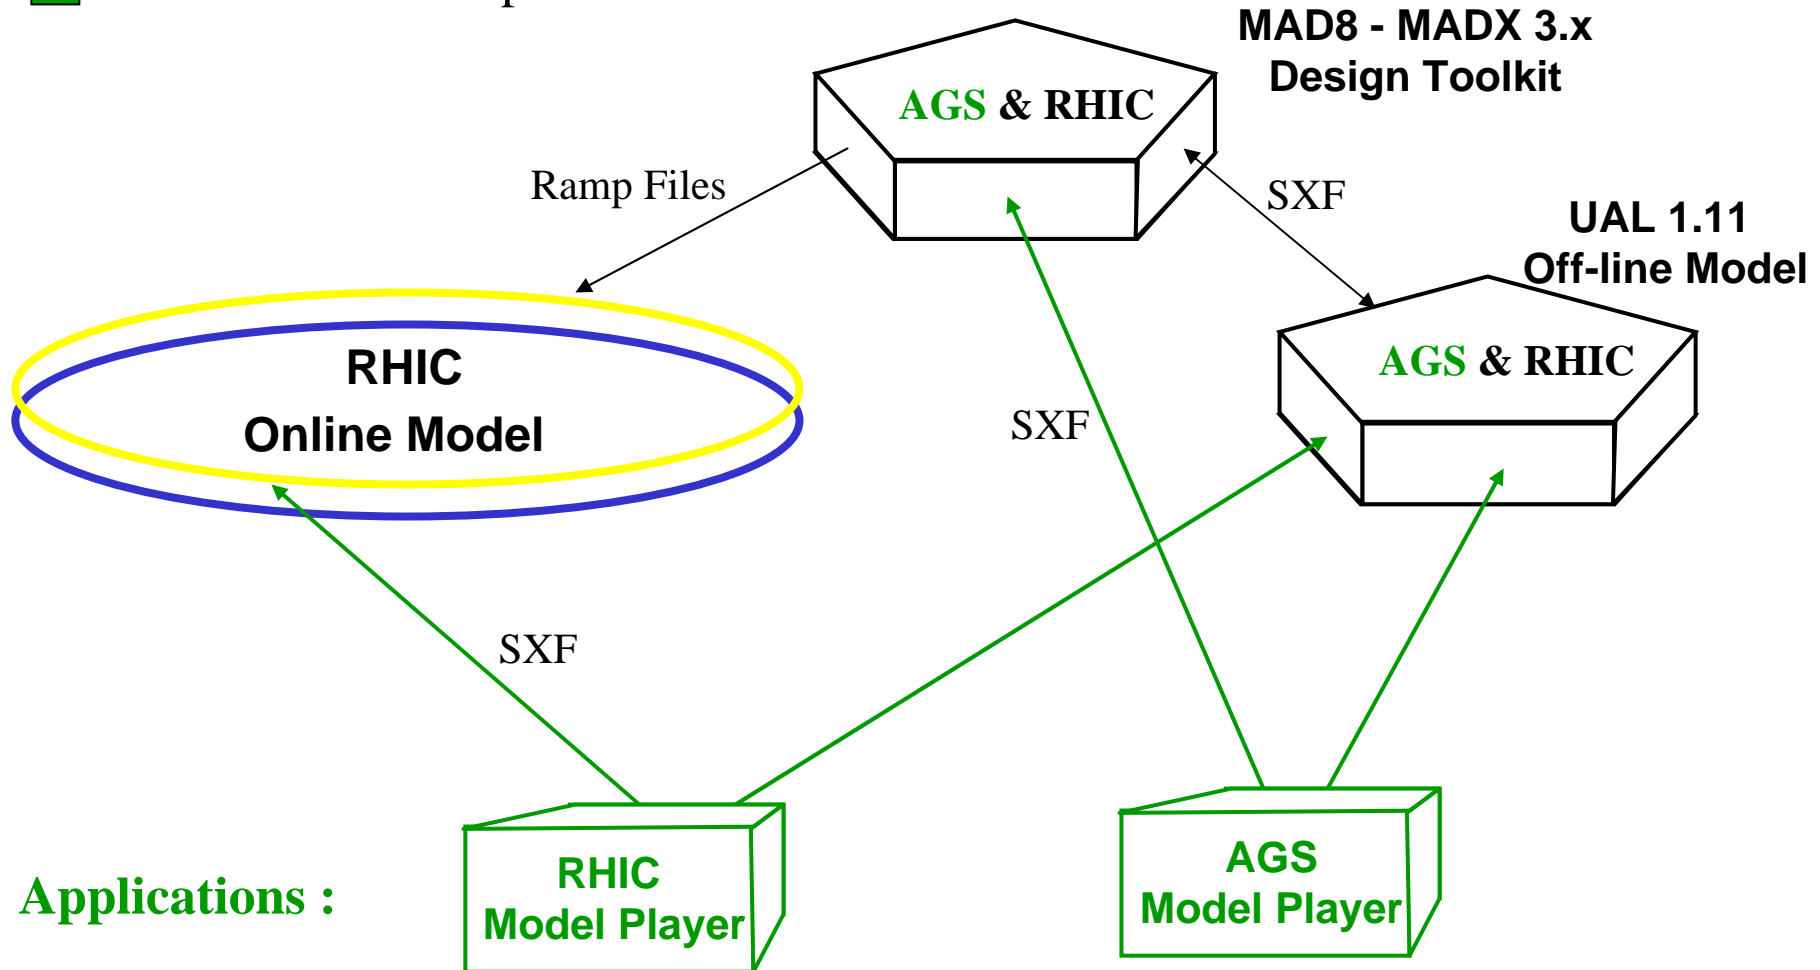 MAD8 - MADX 3.x
Design Toolkit
AGS & RHIC
Ramp Files
SXF
UAL 1.11
Off-line Model
AGS & RHIC
RHIC
Online Model
SXF
SXF
Applications :
RHIC
Model Player
AGS
Model Player